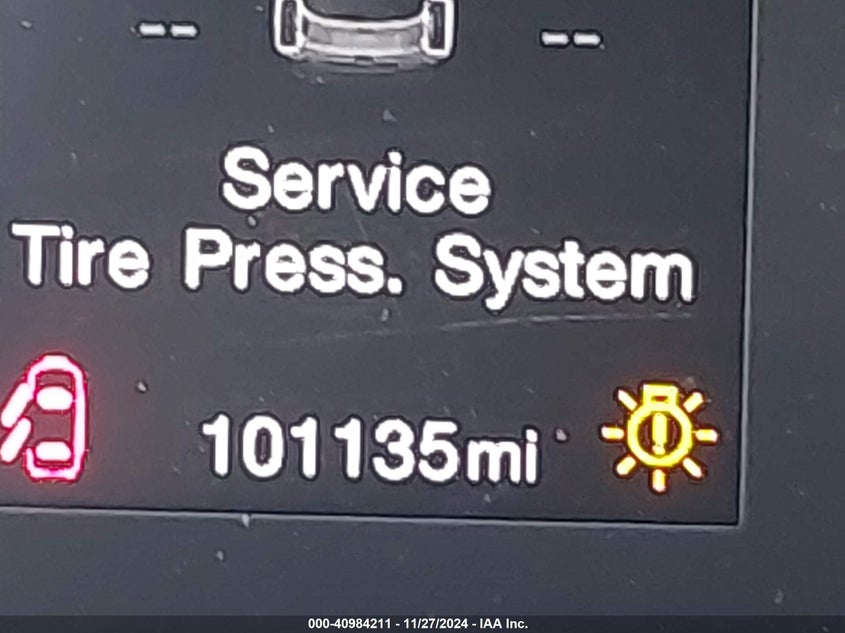 -- --
Service
Tire Press. System
101135mi
000-40984211 - 11/27/2024 - IAA Inc.